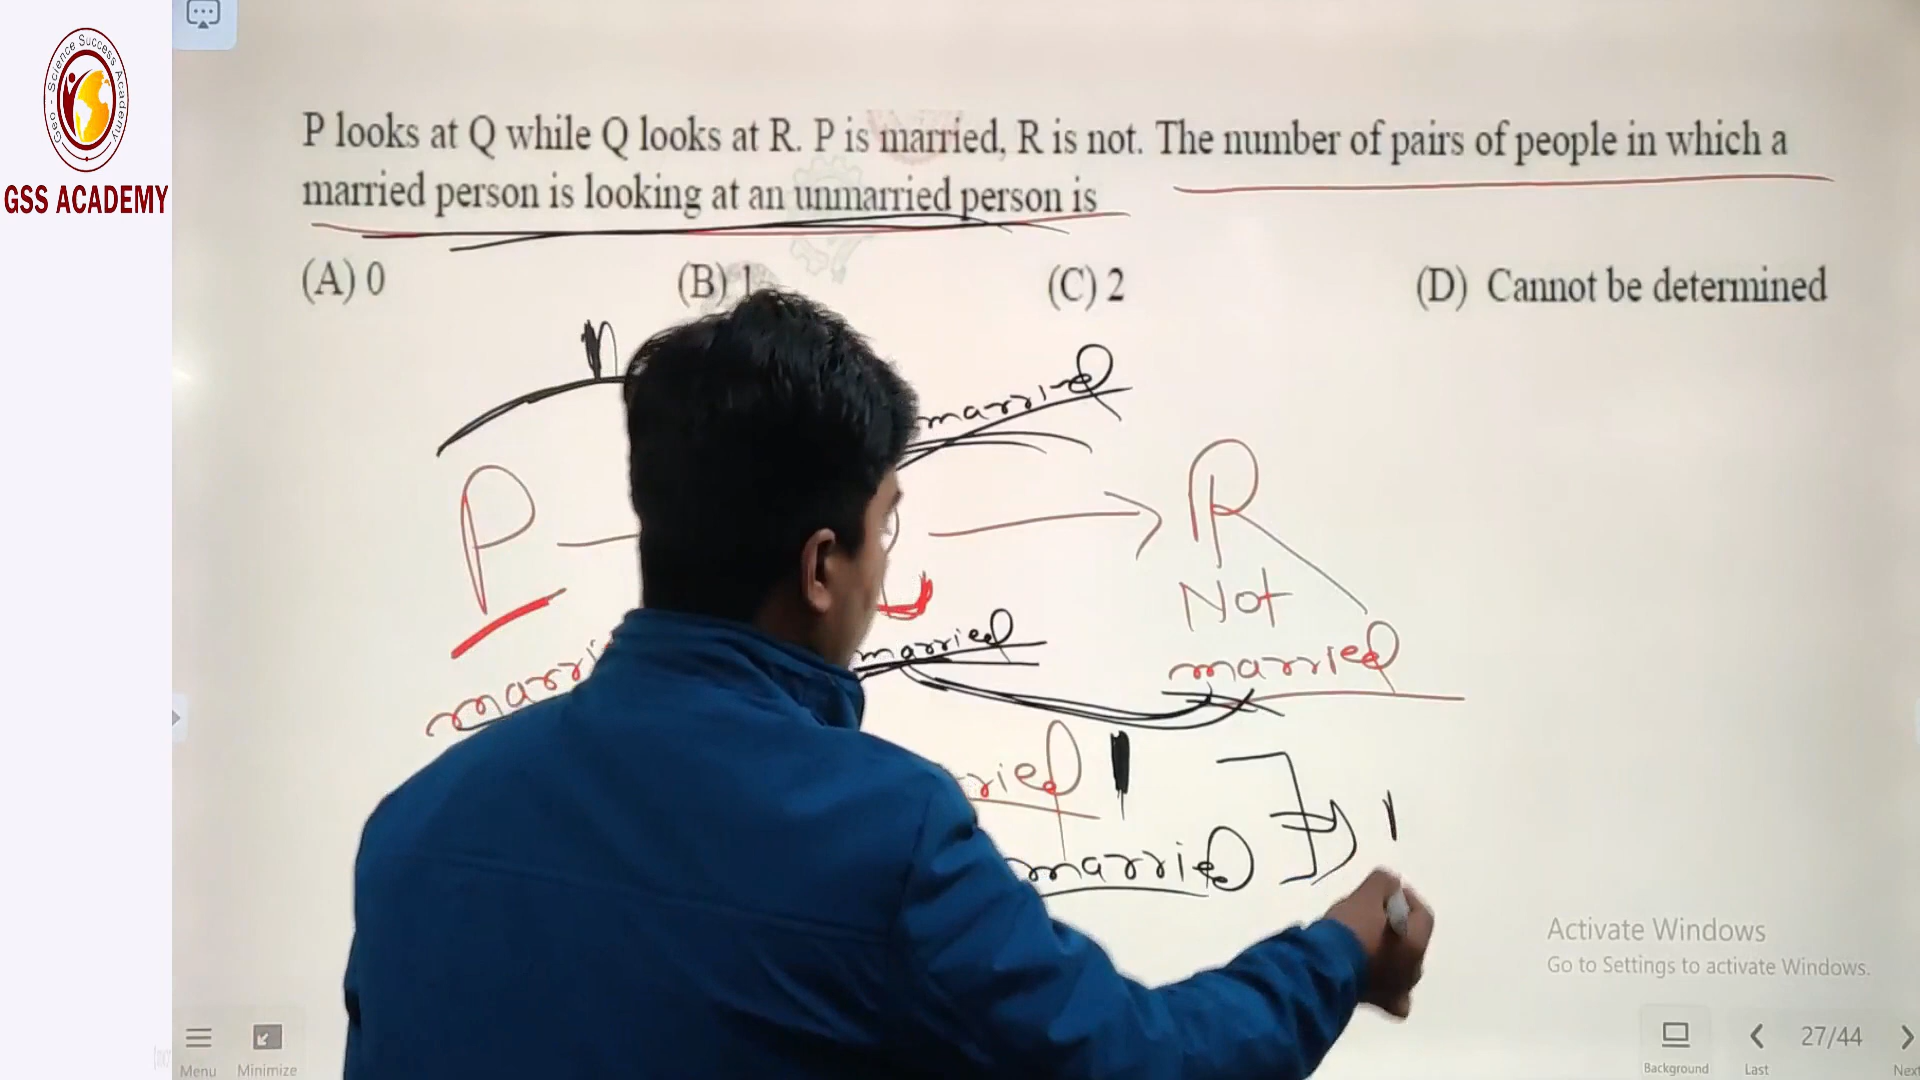 Geo - Science Success Academy
GSS ACADEMY
P looks at Q while Q looks at R. P is married, R is not. The number of pairs of people in which a
married person is looking at an unmarried person is
(A) 0
(B) 1
(C) 2
(D) Cannot be determined
married
P
R
Not
married
married
married
1
1
Activate Windows
Go to Settings to activate Windows.
Menu
Minimize
Background
Last
27/44
Next